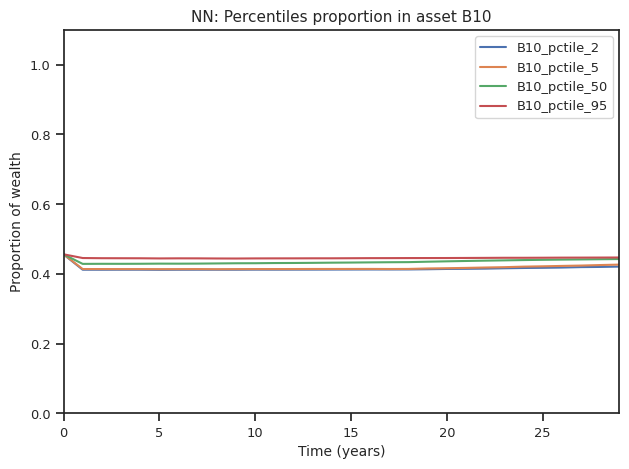 NN: Percentiles proportion in asset B10
B10_pctile_2
B10_pctile_5
B10_pctile_50
B10_pctile_95
Proportion of wealth
1.0
0.8
0.6
0.4
0.2
0.0
0 5 10 15 20 25
Time (years)